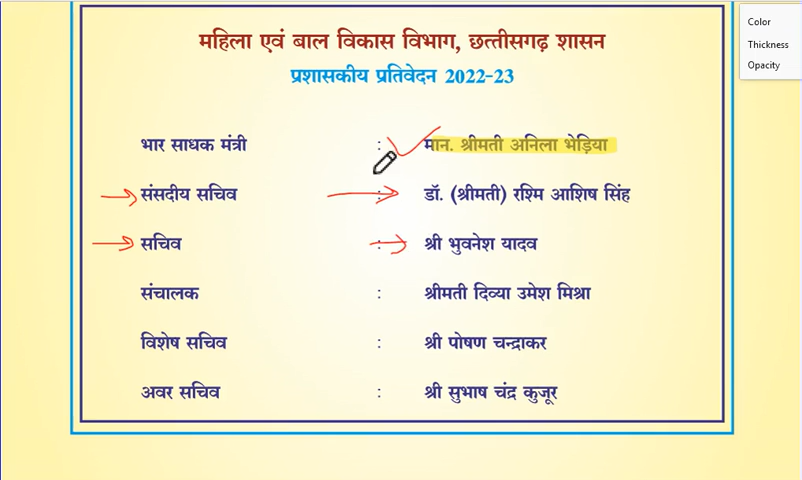 महिला एवं बाल विकास विभाग, छत्तीसगढ़ शासन
प्रशासकीय प्रतिवेदन 2022-23
भार साधक मंत्री : मान. श्रीमती अनिला भेंड़िया
संसदीय सचिव : डॉ. (श्रीमती) रश्मि आशिष सिंह
सचिव : श्री भुवनेश यादव
संचालक : श्रीमती दिव्या उमेश मिश्रा
विशेष सचिव : श्री पोषण चन्द्राकर
अवर सचिव : श्री सुभाष चंद्र कुजूर
Color
Thickness
Opacity